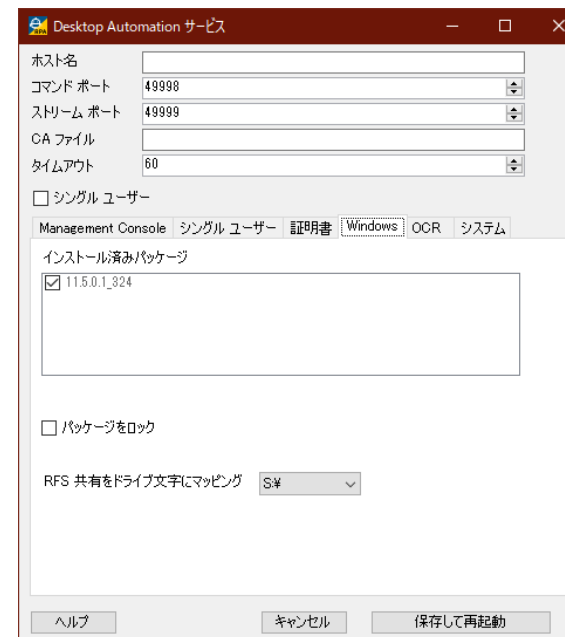 RPA Desktop Automation サービス
ホスト名
コマンド ポート 49998
ストリーム ポート 49999
CA ファイル
タイムアウト 60
シングル ユーザー
Management Console シングル ユーザー 証明書 Windows OCR システム
インストール済みパッケージ
11.5.0.1_324
パッケージをロック
RFS 共有をドライブ文字にマッピング S:¥
ヘルプ キャンセル 保存して再起動